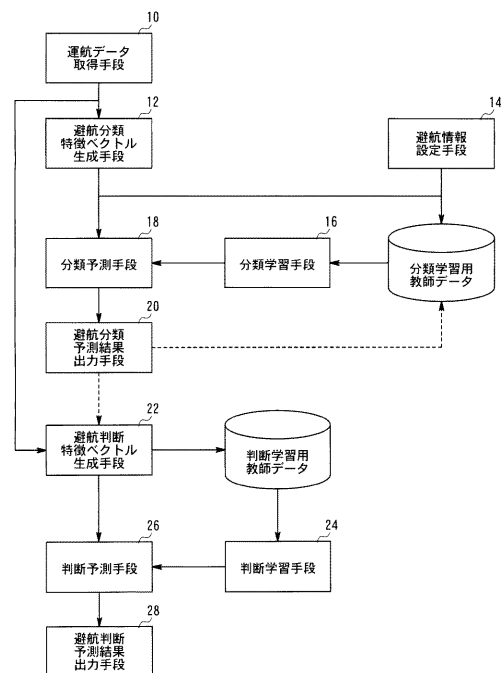 10
運航データ
取得手段
12
避航分類
特徴ベクトル
生成手段
14
避航情報
設定手段
18
分類予測手段
16
分類学習手段
分類学習用
教師データ
20
避航分類
予測結果
出力手段
22
避航判断
特徴ベクトル
生成手段
判断学習用
教師データ
26
判断予測手段
24
判断学習手段
28
避航判断
予測結果
出力手段